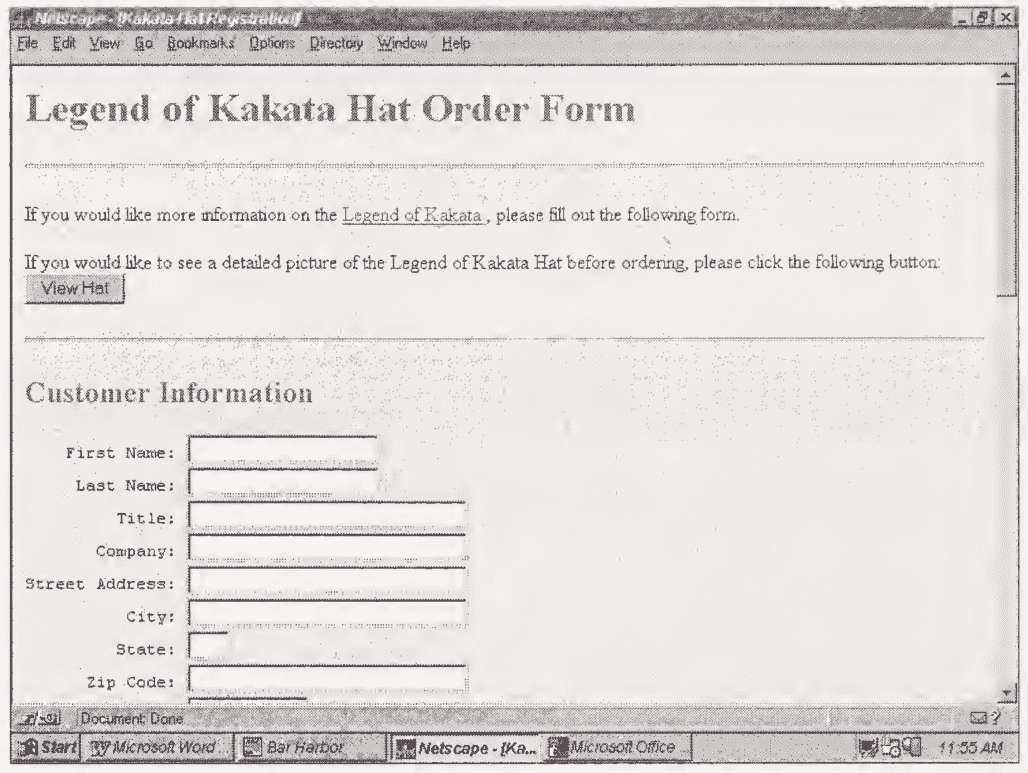 Netscape - [Kakata Hat Registration]
File Edit View Go Bookmarks Options Directory Window Help
Legend of Kakata Hat Order Form
If you would like more information on the Legend of Kakata , please fill out the following form.
If you would like to see a detailed picture of the Legend of Kakata Hat before ordering, please click the following button:
View Hat
Customer Information
First Name:
Last Name:
Title:
Company:
Street Address:
City:
State:
Zip Code:
Document: Done
?
Start Microsoft Word ... Bar Harbor Netscape - [Ka... Microsoft Office ... 11:55 AM